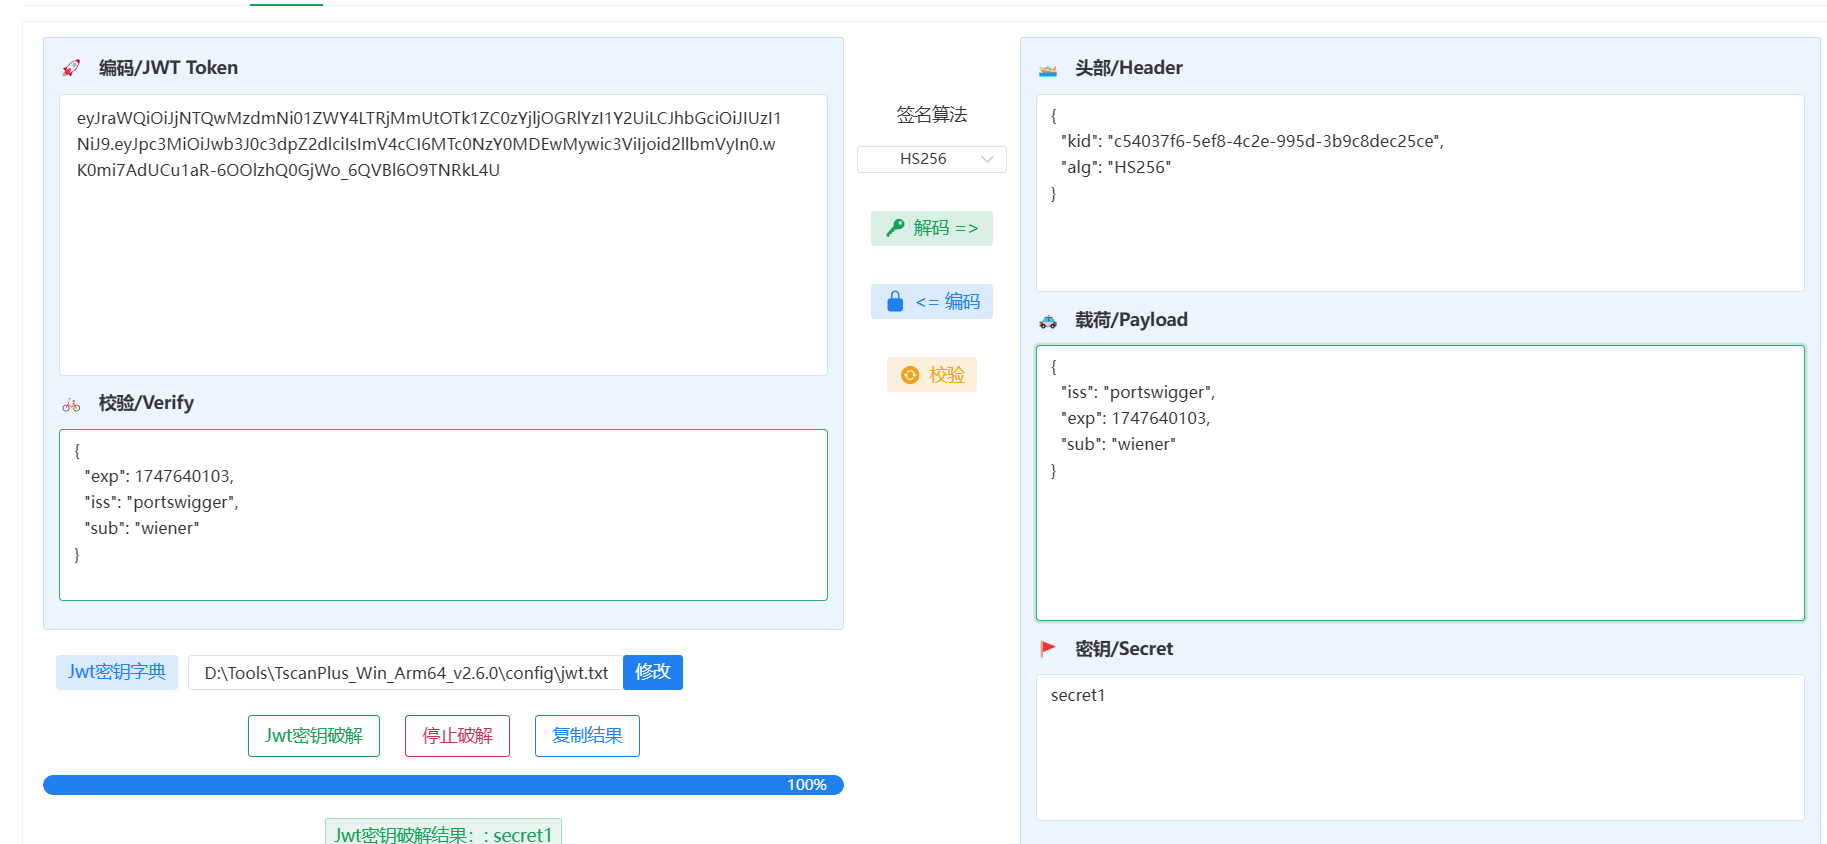 编码/JWT Token
eyJraWQiOiJjNTQwMzdmNi01ZWY4LTRjMmUtOTk1ZC0zYjljOGRlYzI1Y2UiLCJhbGciOiJIUzI1
NiJ9.eyJpc3MiOiJwb3J0c3dpZ2dlciIsImV4cCI6MTc0NzY0MDEwMywic3ViIjoid2llbmVyIn0.w
K0mi7AdUCu1aR-6OOlzhQ0GjWo_6QVBl6O9TNRkL4U
校验/Verify
{
"exp": 1747640103,
"iss": "portswigger",
"sub": "wiener"
}
Jwt密钥字典
D:\Tools\TscanPlus_Win_Arm64_v2.6.0\config\jwt.txt
修改
Jwt密钥破解
停止破解
复制结果
100%
Jwt密钥破解结果：: secret1
签名算法
HS256
解码 =>
<= 编码
校验
头部/Header
{
"kid": "c54037f6-5ef8-4c2e-995d-3b9c8dec25ce",
"alg": "HS256"
}
载荷/Payload
{
"iss": "portswigger",
"exp": 1747640103,
"sub": "wiener"
}
密钥/Secret
secret1